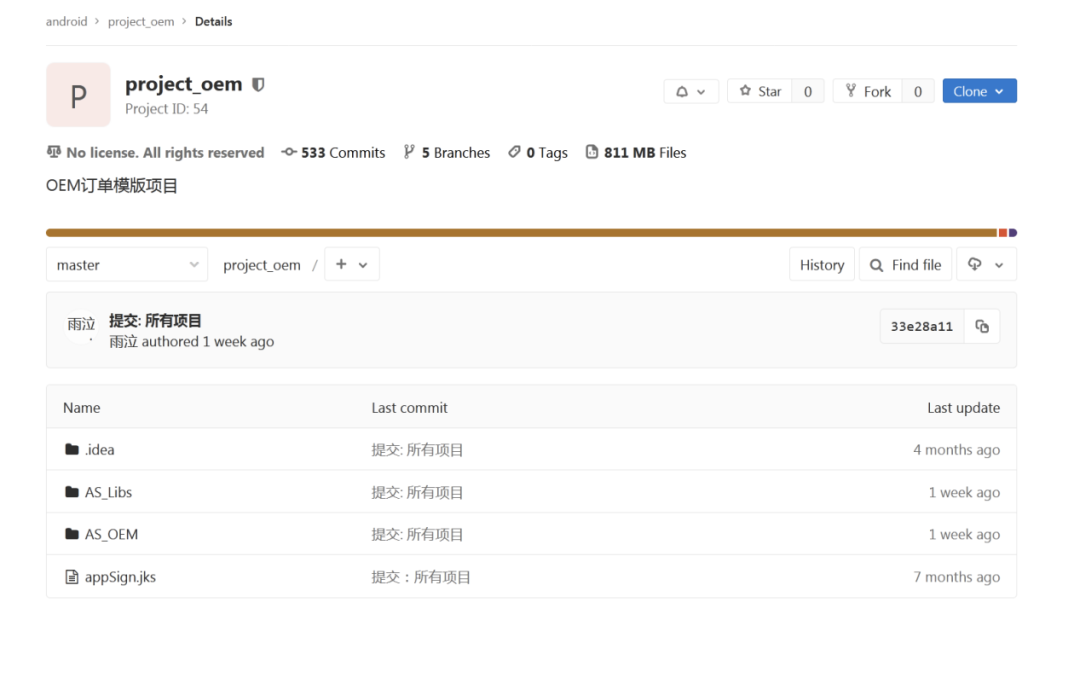 android > project_oem > Details
P
project_oem
Project ID: 54
Star 0 Fork 0 Clone
No license. All rights reserved 533 Commits 5 Branches 0 Tags 811 MB Files
OEM订单模版项目
master project_oem / + History Find file
雨泣 提交: 所有项目
雨泣 authored 1 week ago
33e28a11
Name Last commit Last update
.idea 提交: 所有项目 4 months ago
AS_Libs 提交: 所有项目 1 week ago
AS_OEM 提交: 所有项目 1 week ago
appSign.jks 提交：所有项目 7 months ago